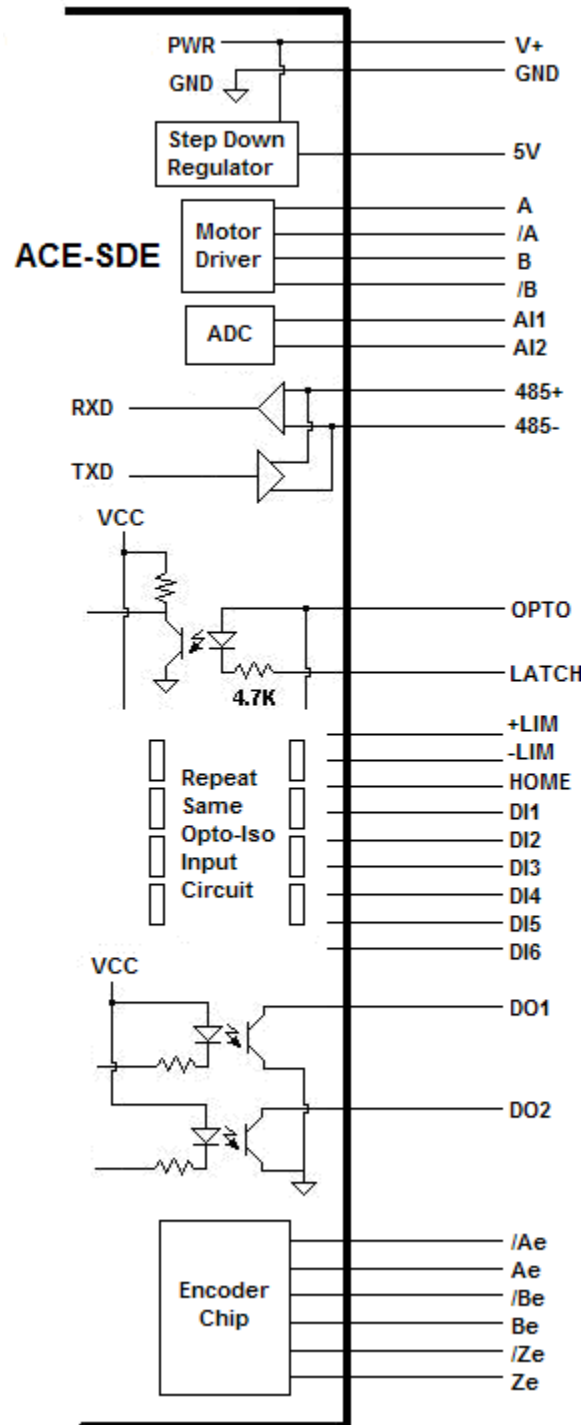 PWR
V+
GND
GND
Step Down
Regulator
5V
ACE-SDE
Motor
Driver
A
/A
B
/B
ADC
AI1
AI2
RXD
485+
485-
TXD
VCC
OPTO
4.7K
LATCH
+LIM
-LIM
HOME
Repeat
Same
Opto-Iso
Input
Circuit
DI1
DI2
DI3
DI4
DI5
DI6
VCC
DO1
DO2
Encoder
Chip
/Ae
Ae
/Be
Be
/Ze
Ze